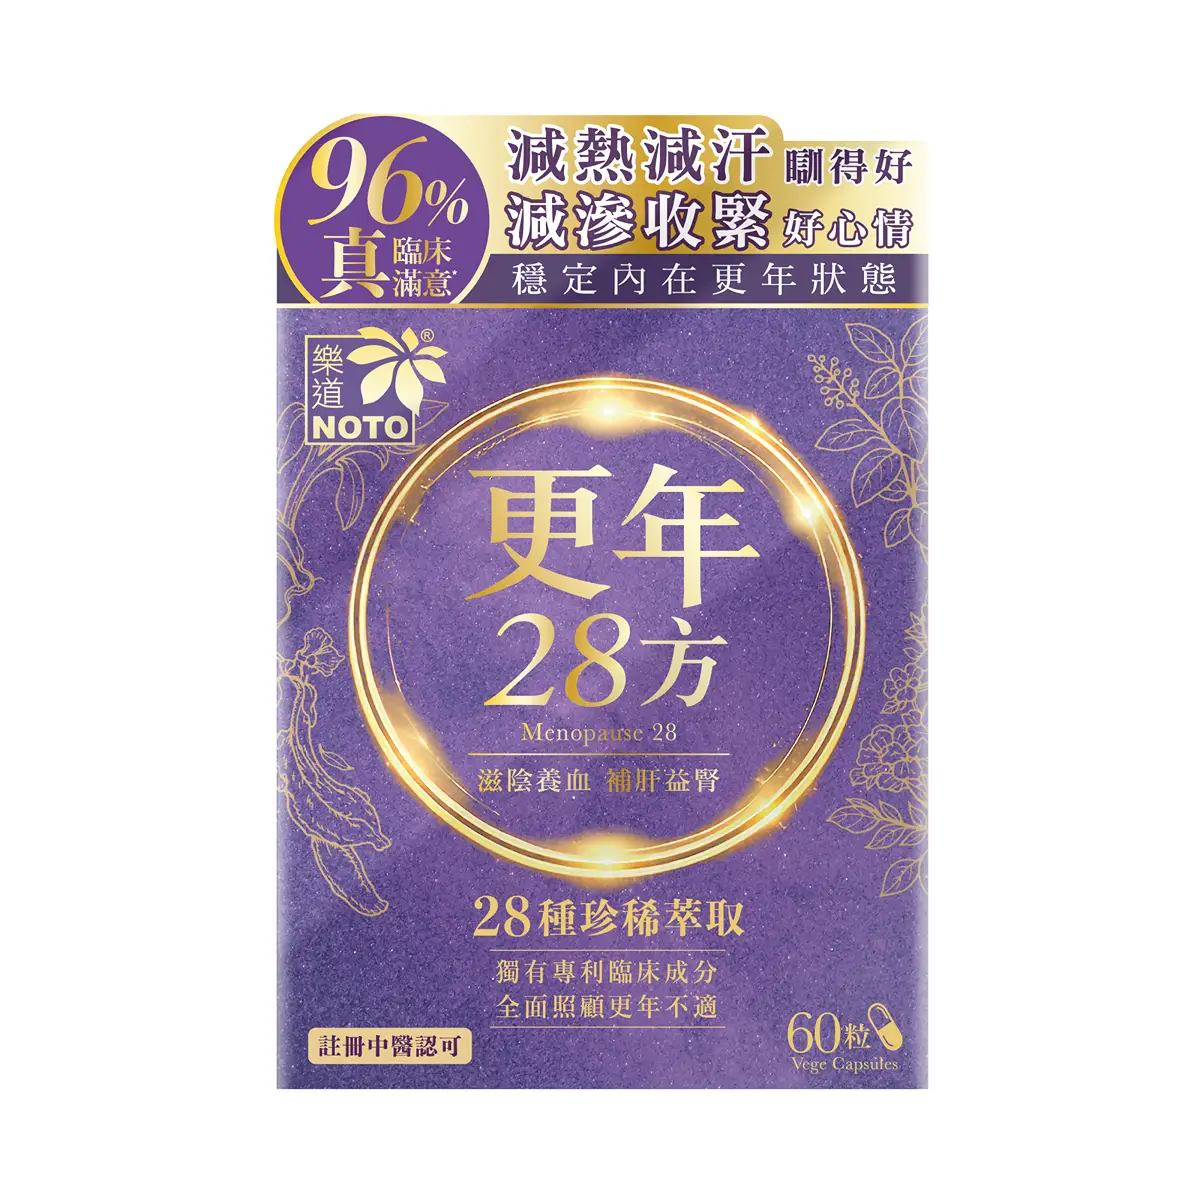 96%
真臨床
滿意*
減熱減汗 瞓得好
減滲收緊 好心情
穩定內在更年狀態
樂道
NOTO
®
更年
28方
Menopause 28
滋陰養血 補肝益腎
28種珍稀萃取
獨有專利臨床成分
全面照顧更年不適
註冊中醫認可
60粒
Vege Capsules